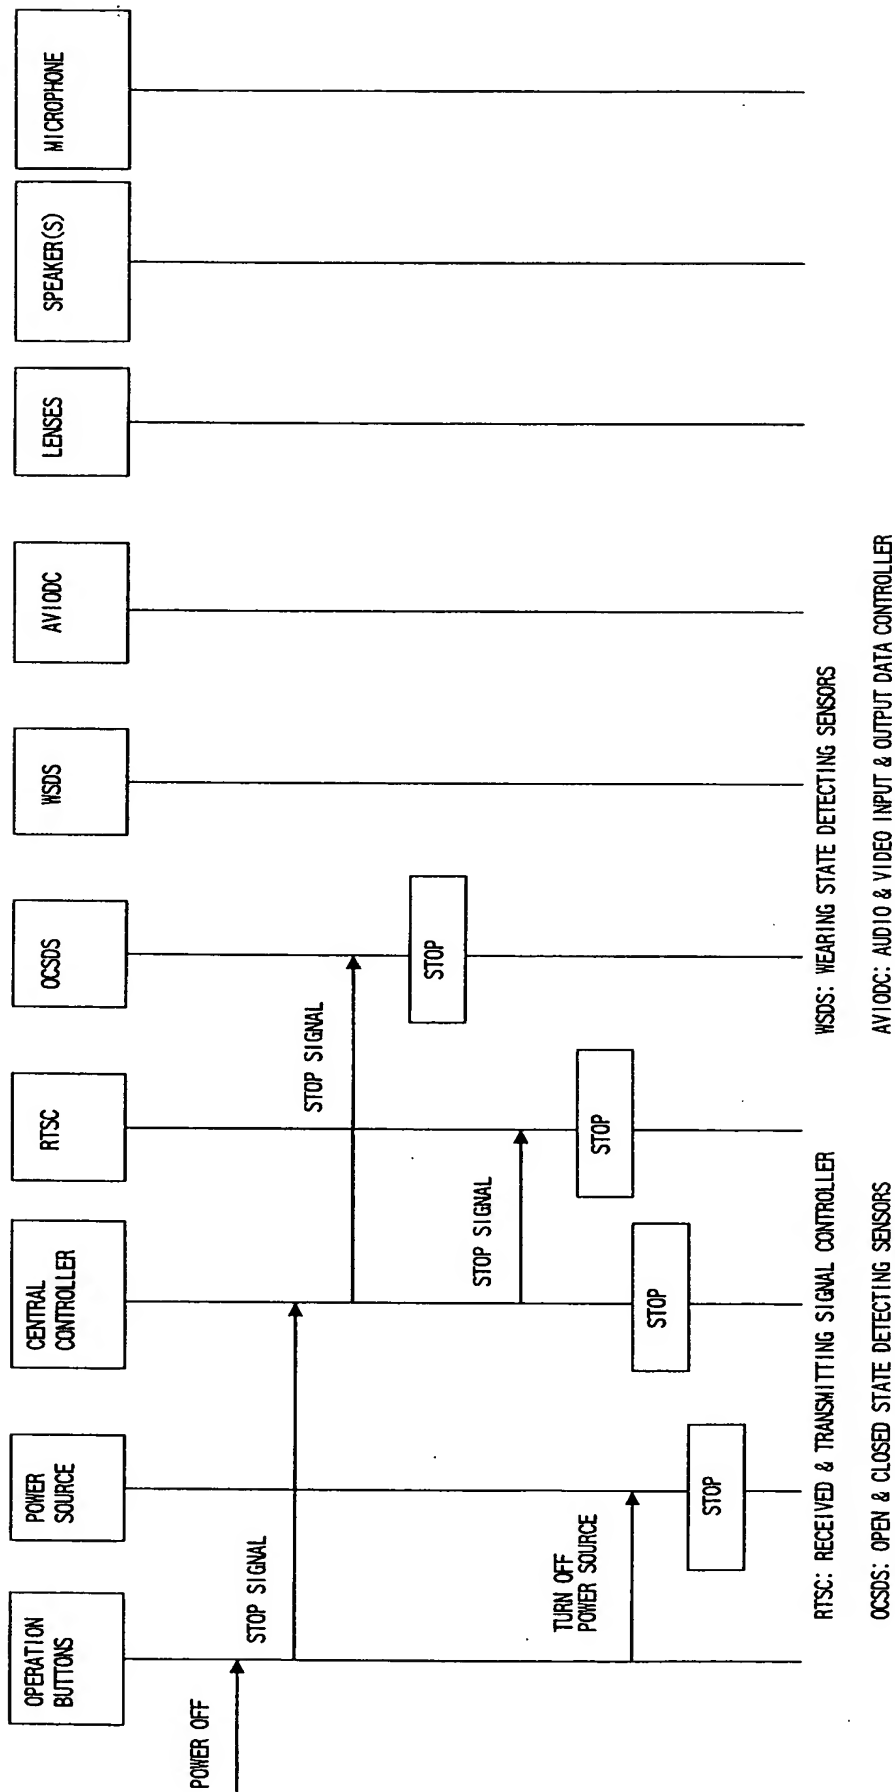 OPERATION
BUTTONS
POWER
SOURCE
CENTRAL
CONTROLLER
RTSC
OCSDS
WSDS
AVIODC
LENSES
SPEAKER(S)
MICROPHONE
POWER OFF
STOP SIGNAL
STOP SIGNAL
STOP
STOP SIGNAL
STOP
TURN OFF
POWER SOURCE
STOP
STOP
RTSC: RECEIVED & TRANSMITTING SIGNAL CONTROLLER
WSDS: WEARING STATE DETECTING SENSORS
OCSDS: OPEN & CLOSED STATE DETECTING SENSORS
AVIODC: AUDIO & VIDEO INPUT & OUTPUT DATA CONTROLLER